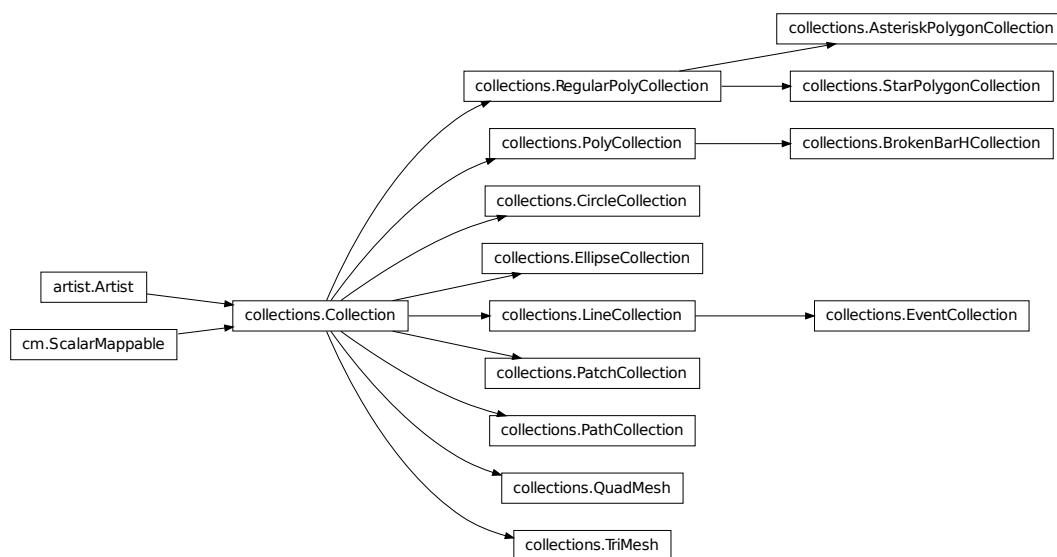 collections.AsteriskPolygonCollection
collections.RegularPolyCollection
collections.StarPolygonCollection
collections.PolyCollection
collections.BrokenBarHCollection
collections.CircleCollection
collections.EllipseCollection
artist.Artist
collections.Collection
collections.LineCollection
collections.EventCollection
cm.ScalarMappable
collections.PatchCollection
collections.PathCollection
collections.QuadMesh
collections.TriMesh